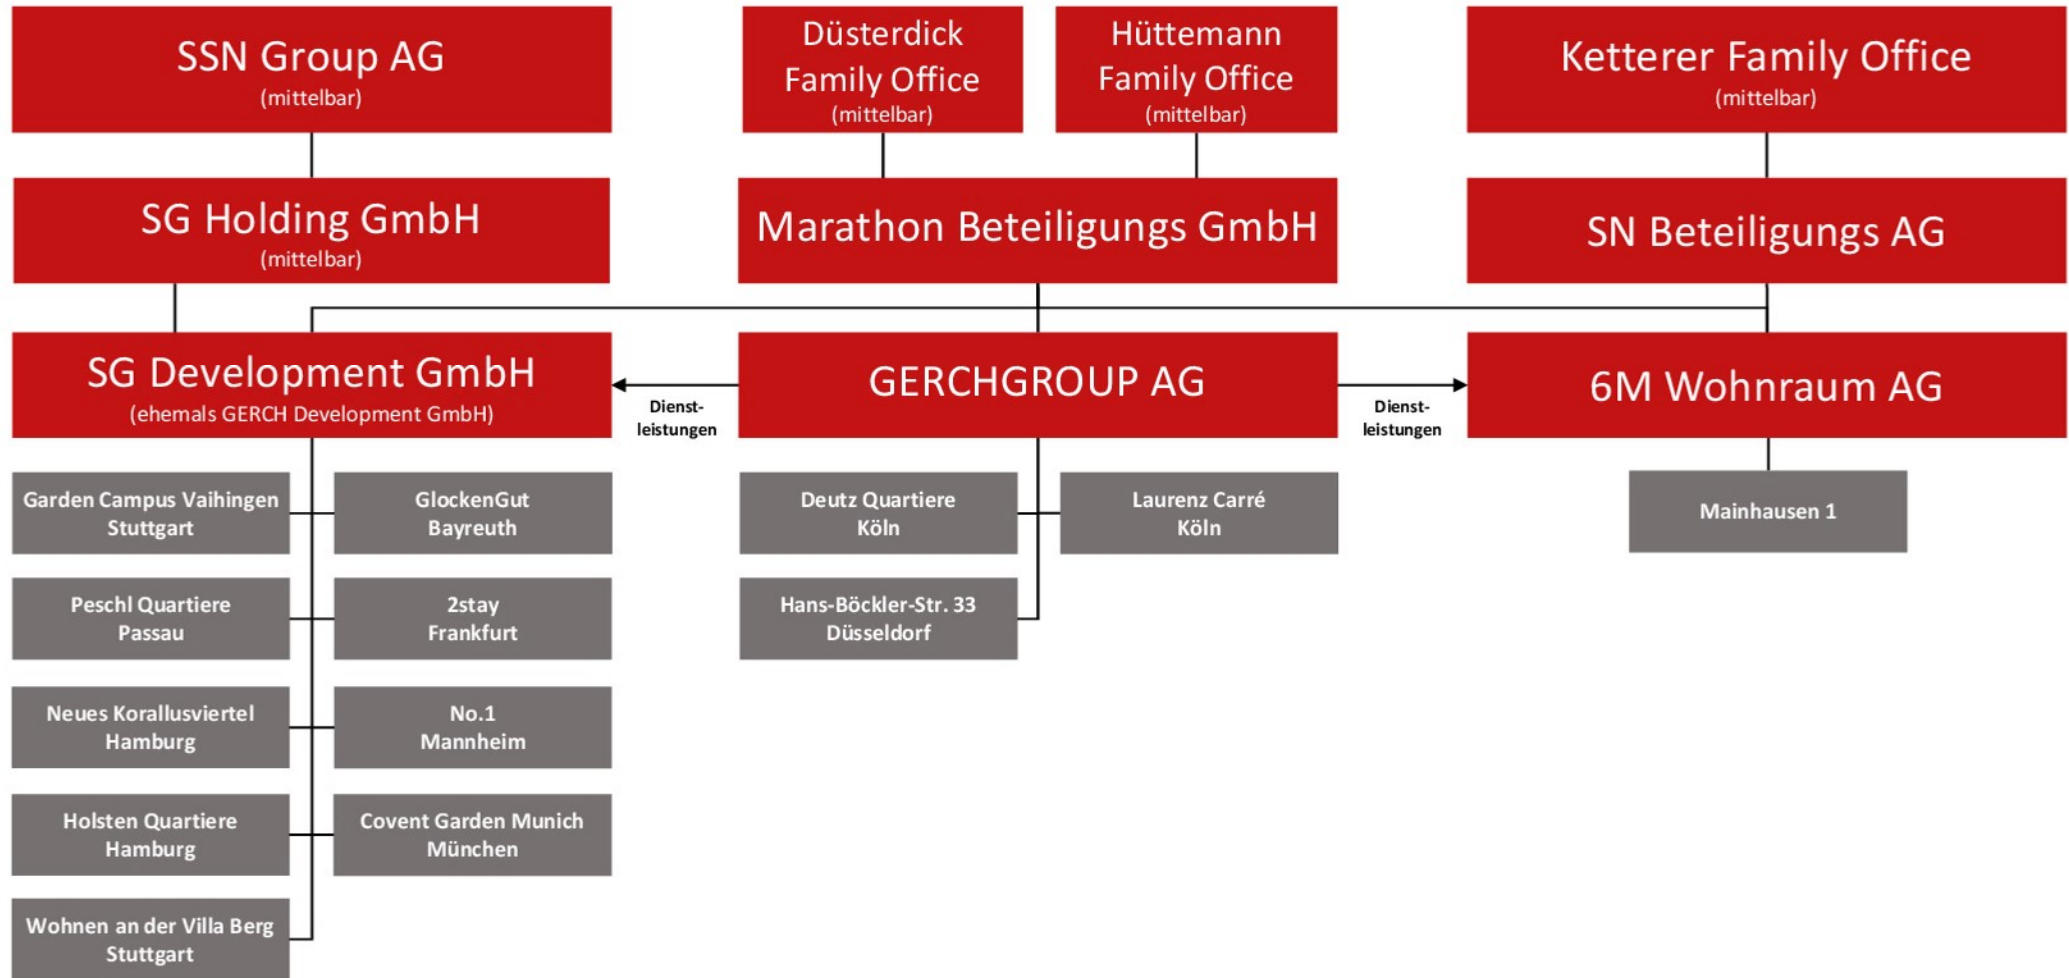 SSN Group AG
(mittelbar)
Düsterdick
Family Office
(mittelbar)
Hüttemann
Family Office
(mittelbar)
Ketterer Family Office
(mittelbar)
SG Holding GmbH
(mittelbar)
Marathon Beteiligungs GmbH
SN Beteiligungs AG
SG Development GmbH
(ehemals GERCH Development GmbH)
Dienst-
leistungen
GERCHGROUP AG
Dienst-
leistungen
6M Wohnraum AG
Garden Campus Vaihingen
Stuttgart
GlockenGut
Bayreuth
Deutz Quartiere
Köln
Laurenz Carré
Köln
Mainhausen 1
Peschl Quartiere
Passau
2stay
Frankfurt
Hans-Böckler-Str. 33
Düsseldorf
Neues Korallusviertel
Hamburg
No.1
Mannheim
Holsten Quartiere
Hamburg
Covent Garden Munich
München
Wohnen an der Villa Berg
Stuttgart